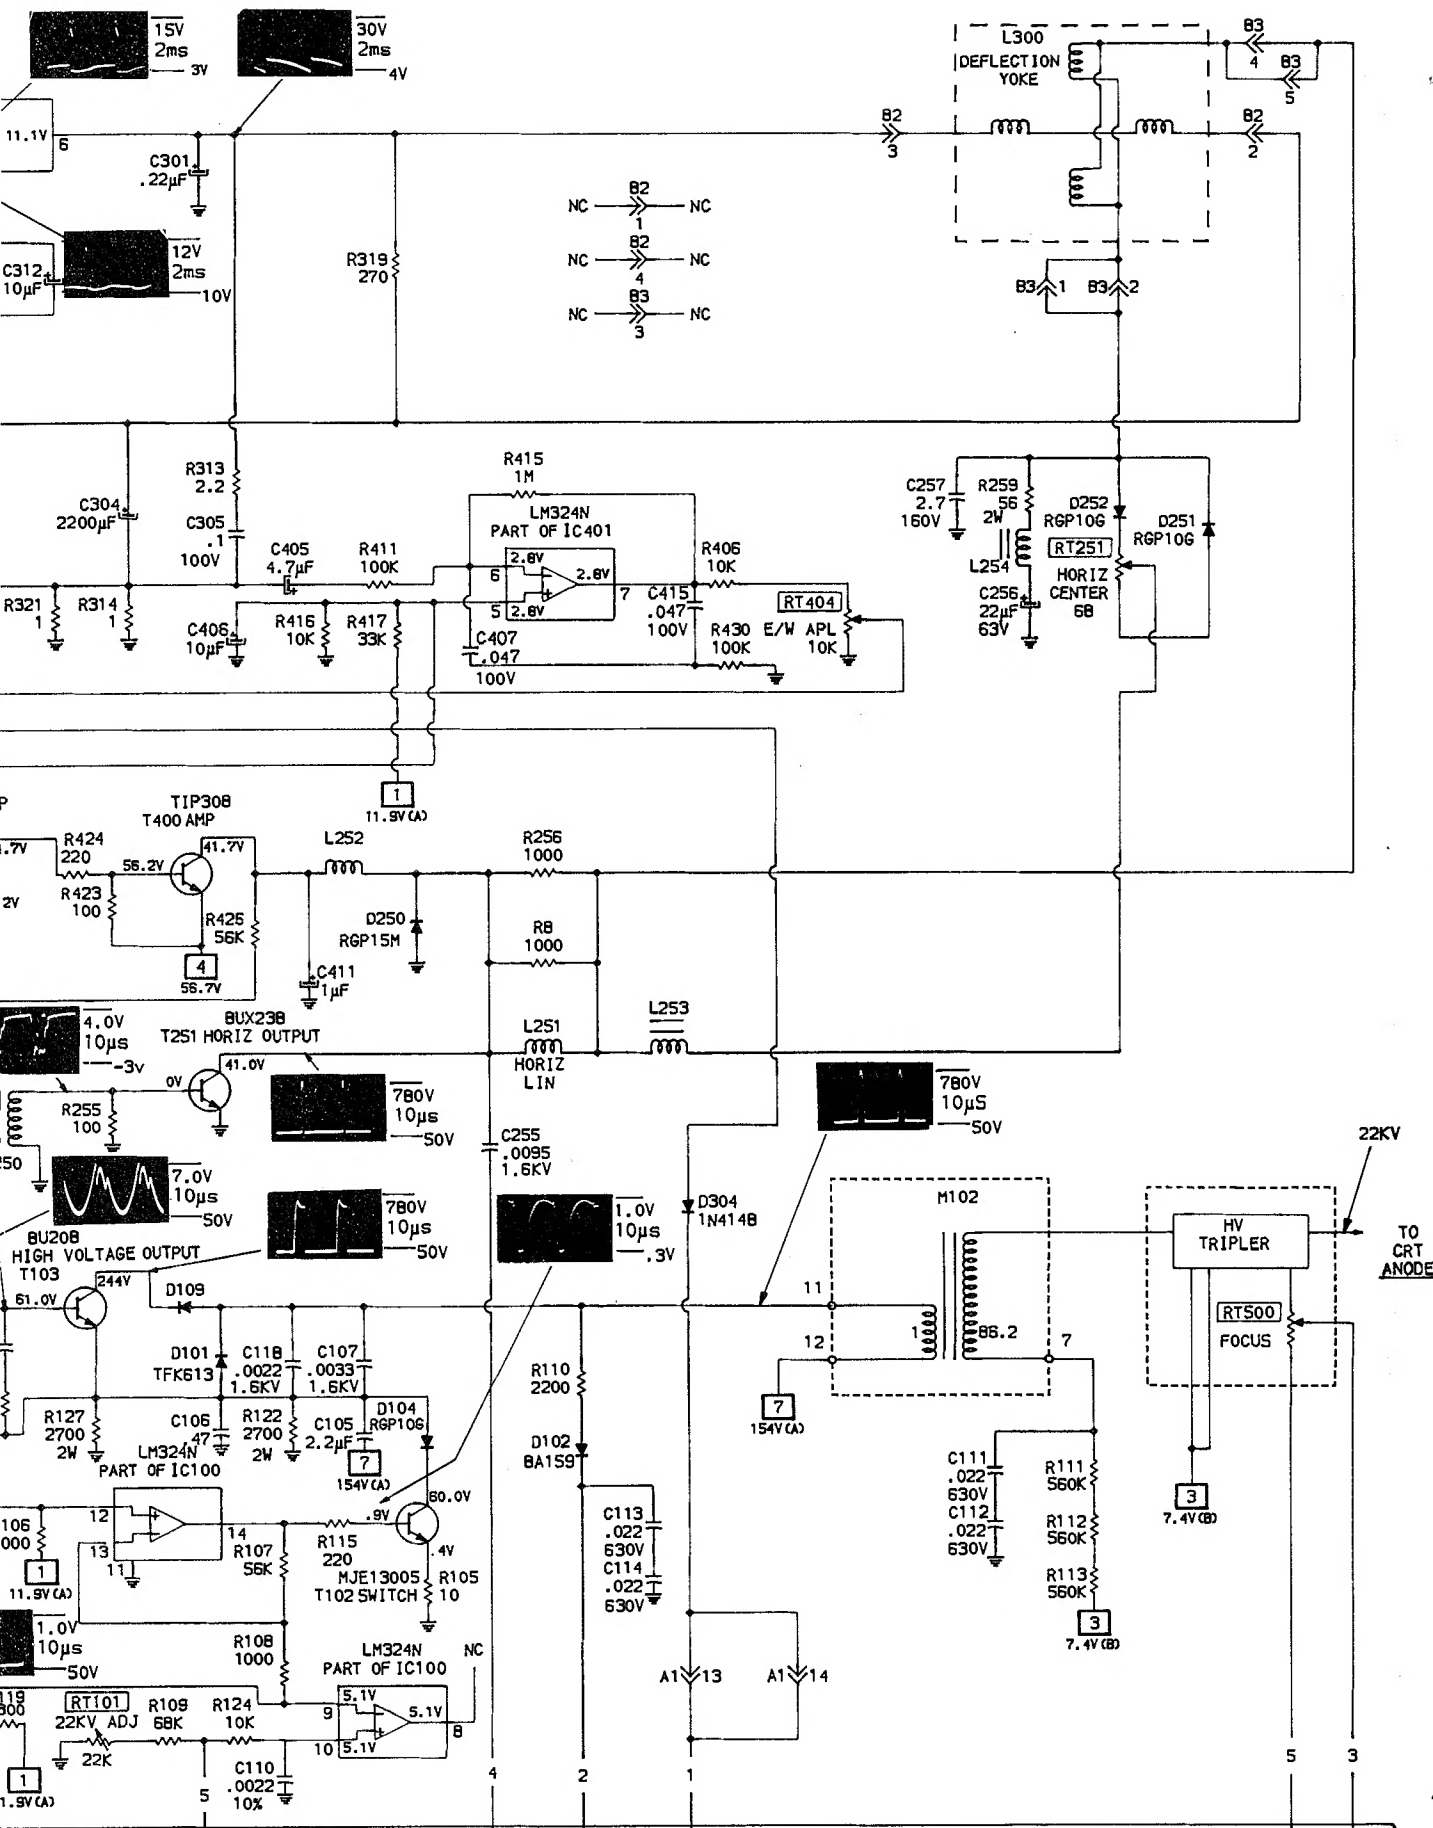 15V
2ms
3V
30V
2ms
4V
11.1V
6
C301
.22µF
12V
2ms
10V
C312
10µF
R319
270
B2
NC
NC
1
B2
NC
NC
4
B3
NC
NC
3
L300
DEFLECTION
YOKE
B3
4
B3
5
B2
3
B2
2
B3
1
B3
2
R313
2.2
C304
2200µF
C305
.1
100V
C405
4.7µF
R411
100K
R415
1M
LM324N
PART OF IC401
2.8V
6
2.8V
7
5
2.8V
R406
10K
C415
.047
100V
RT404
E/W APL
10K
R430
100K
R321
1
R314
1
C406
10µF
R416
10K
R417
33K
C407
.047
100V
C257
2.7
160V
R259
56
2W
L254
C256
22µF
63V
D252
RGP10G
RT251
HORIZ
CENTER
68
D251
RGP10G
1
11.9V(A)
P
TIP30B
T400 AMP
.7V
R424
220
56.2V
41.7V
2V
R423
100
R425
56K
4
56.7V
L252
D250
RGP15M
C411
1µF
R256
1000
R8
1000
L251
HORIZ
LIN
L253
4.0V
10µs
-3v
BUX23B
T251 HORIZ OUTPUT
0V
41.0V
R255
100
250
780V
10µs
50V
C255
.0095
1.6KV
780V
10µS
50V
7.0V
10µs
50V
780V
10µs
50V
1.0V
10µs
.3V
BU208
HIGH VOLTAGE OUTPUT
T103
244V
61.0V
D109
D101
TFK613
C118
.0022
1.6KV
C107
.0033
1.6KV
R127
2700
2W
C106
47
R122
2700
2W
C105
2.2µF
7
154V(A)
D104
RGP10G
D304
1N4148
M102
11
12
1
86.2
7
7
154V(A)
HV
TRIPLER
22KV
TO
CRT
ANODE
RT500
FOCUS
3
7.4V(B)
R110
2200
D102
BA159
C113
.022
630V
C114
.022
630V
C111
.022
630V
C112
.022
630V
R111
560K
R112
560K
R113
560K
3
7.4V(B)
LM324N
PART OF IC100
12
13
11
14
106
000
1
11.9V(A)
R107
56K
R115
220
.9V
60.0V
.4V
MJE13005
T102 SWITCH
R105
10
1.0V
10µs
50V
R108
1000
LM324N
PART OF IC100
NC
9
5.1V
5.1V
8
10
5.1V
119
800
RT101
22KV ADJ
22K
R109
68K
R124
10K
C110
.0022
10%
1
1.9V(A)
A1
13
A1
14
5
4
2
1
5
3